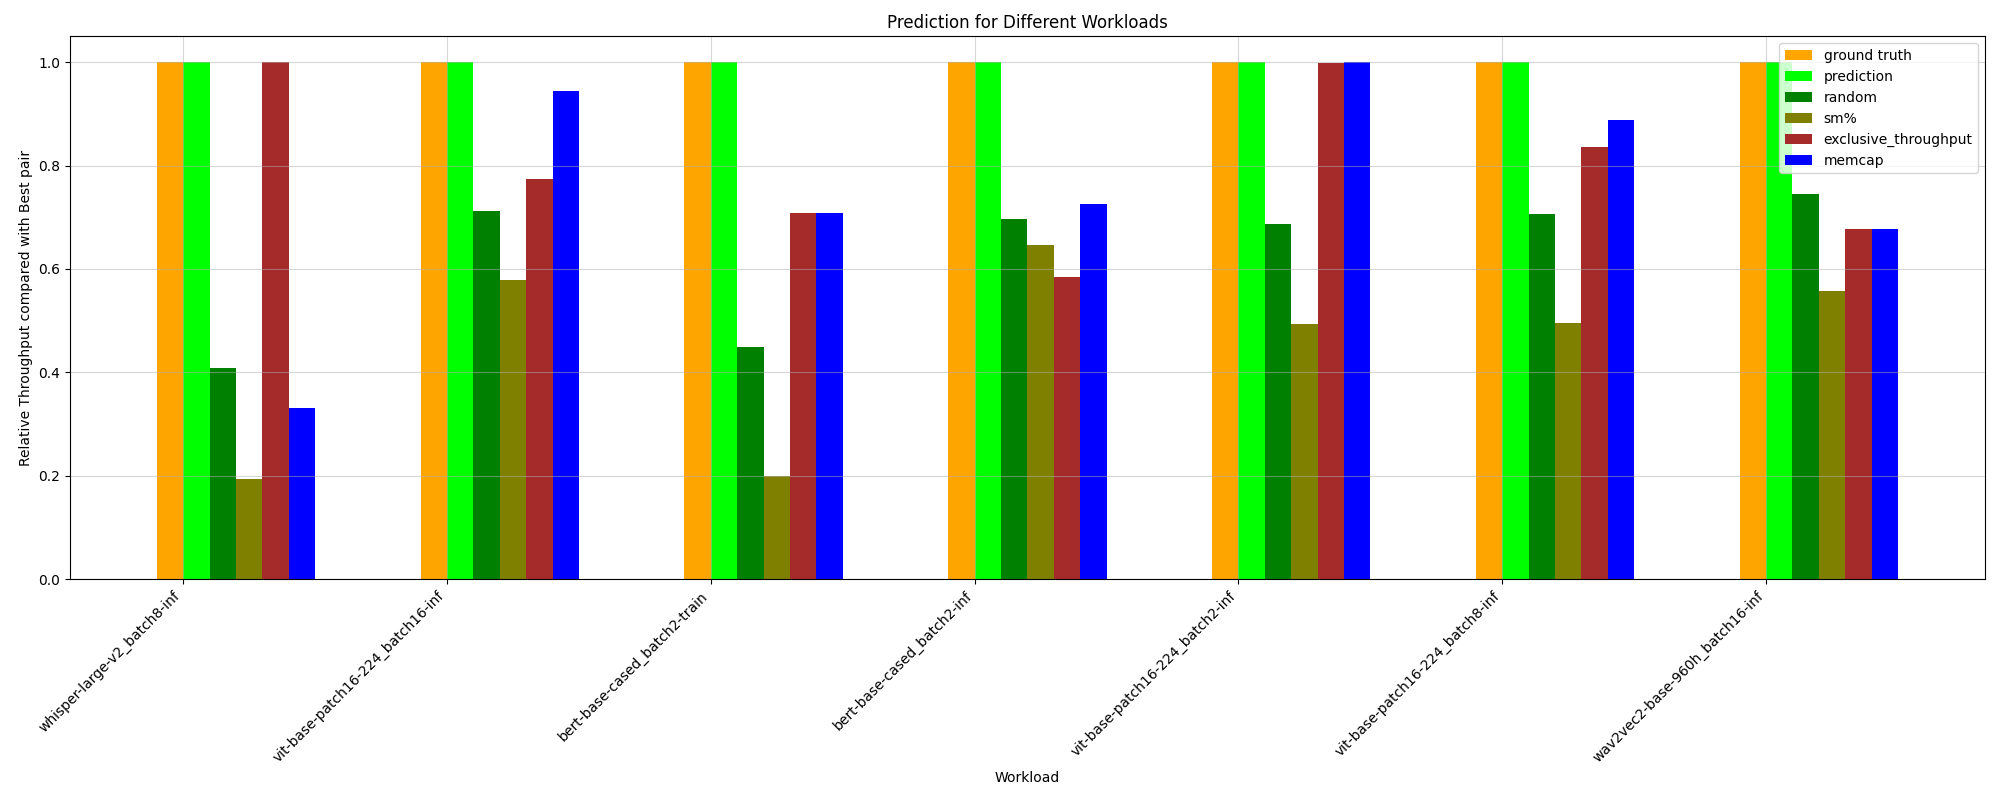 Prediction for Different Workloads
Relative Throughput compared with Best pair
1.0
0.8
0.6
0.4
0.2
0.0
ground truth
prediction
random
sm%
exclusive_throughput
memcap
whisper-large-v2_batch8-inf
vit-base-patch16-224_batch16-inf
bert-base-cased_batch2-train
bert-base-cased_batch2-inf
vit-base-patch16-224_batch2-inf
vit-base-patch16-224_batch8-inf
wav2vec2-base-960h_batch16-inf
Workload